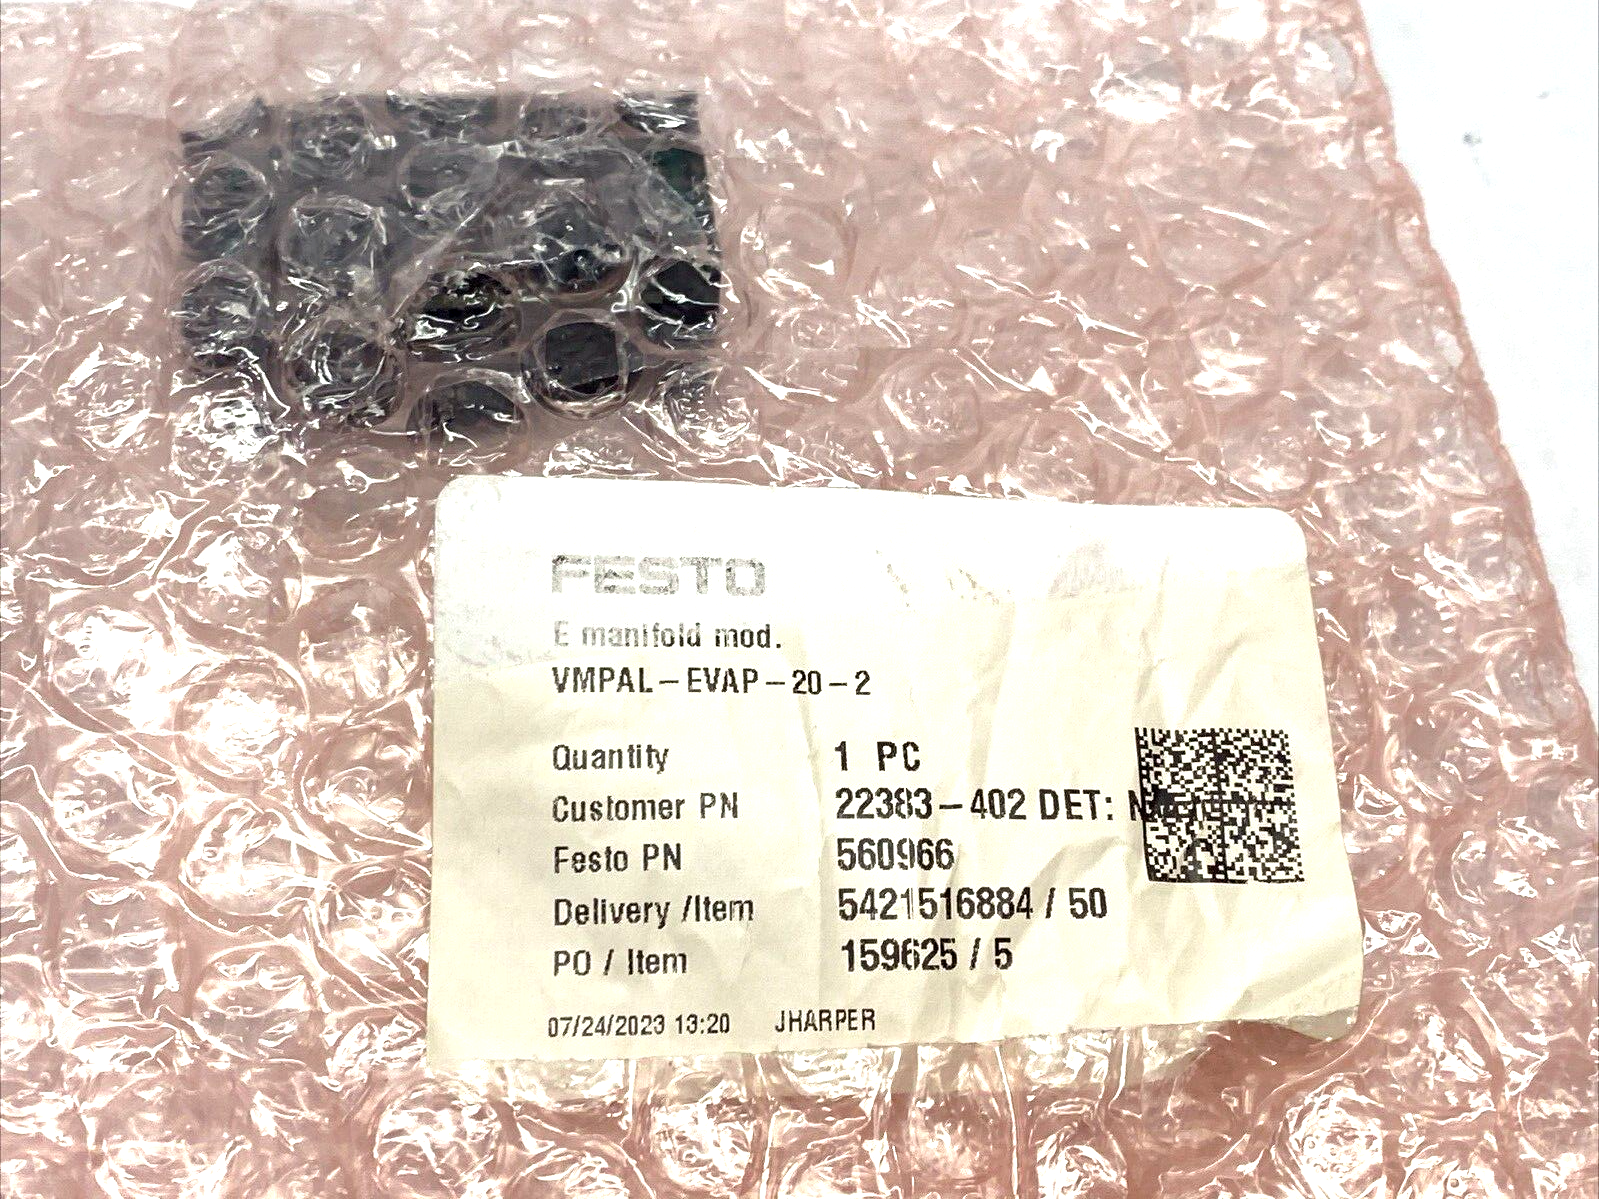 FESTO
E manifold mod.
VMPAL-EVAP-20-2
Quantity 1 PC
Customer PN 22383-402 DET:
Festo PN 560966
Delivery /Item 5421516884 / 50
PO / Item 159625 / 5
07/24/2023 13:20 JHARPER